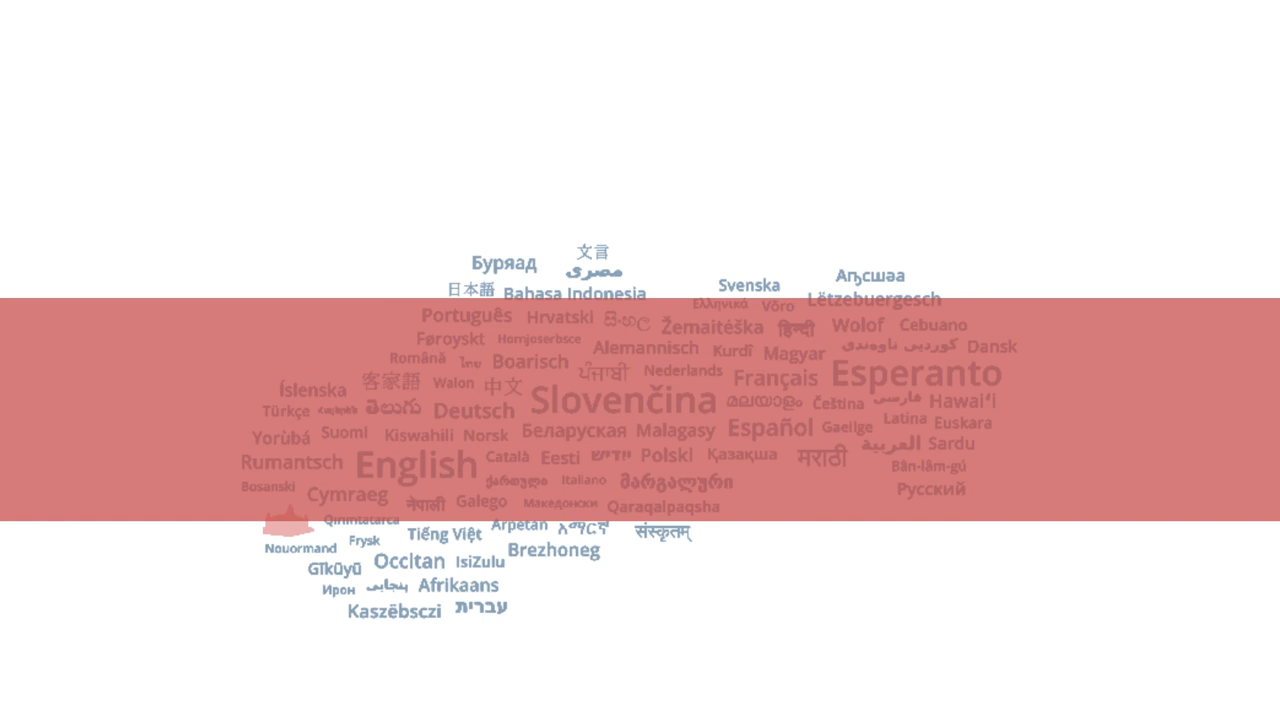 文言
Буряад مصرى
Svenska Аҧсшәа
日本語 Bahasa Indonesia
Ελληνικά Võro Lëtzebuergesch
Português Hrvatski සිංහල Žemaitėška हिन्दी Wolof Cebuano
Føroyskt Hornjoserbsce Alemannisch Kurdî Magyar کوردیی ناوەندی Dansk
Română ไทย Boarisch ਪੰਜਾਬੀ Nederlands Français Esperanto
Íslenska 客家語 Walon 中文 Slovenčina മലയാളം Čeština فارسی Hawaiʻi
Türkçe తెలుగు Deutsch Latina Euskara
Yorùbá Suomi Kiswahili Norsk Беларуская Malagasy Español Gaeilge العربية Sardu
Rumantsch English Català Eesti ייִדיש Polski Қазақша मराठी Bân-lâm-gú
Bosanski Cymraeg ქართული Italiano მარგალური Русский
नेपाली Galego Македонски Qaraqalpaqsha
Qırımtatarca Tiếng Việt Arpetan አማርኛ संस्कृतम्
Nouormand Frysk Occitan IsiZulu Brezhoneg
Gĩkũyũ
Ирон پنجابی Afrikaans
Kaszëbsczi עברית